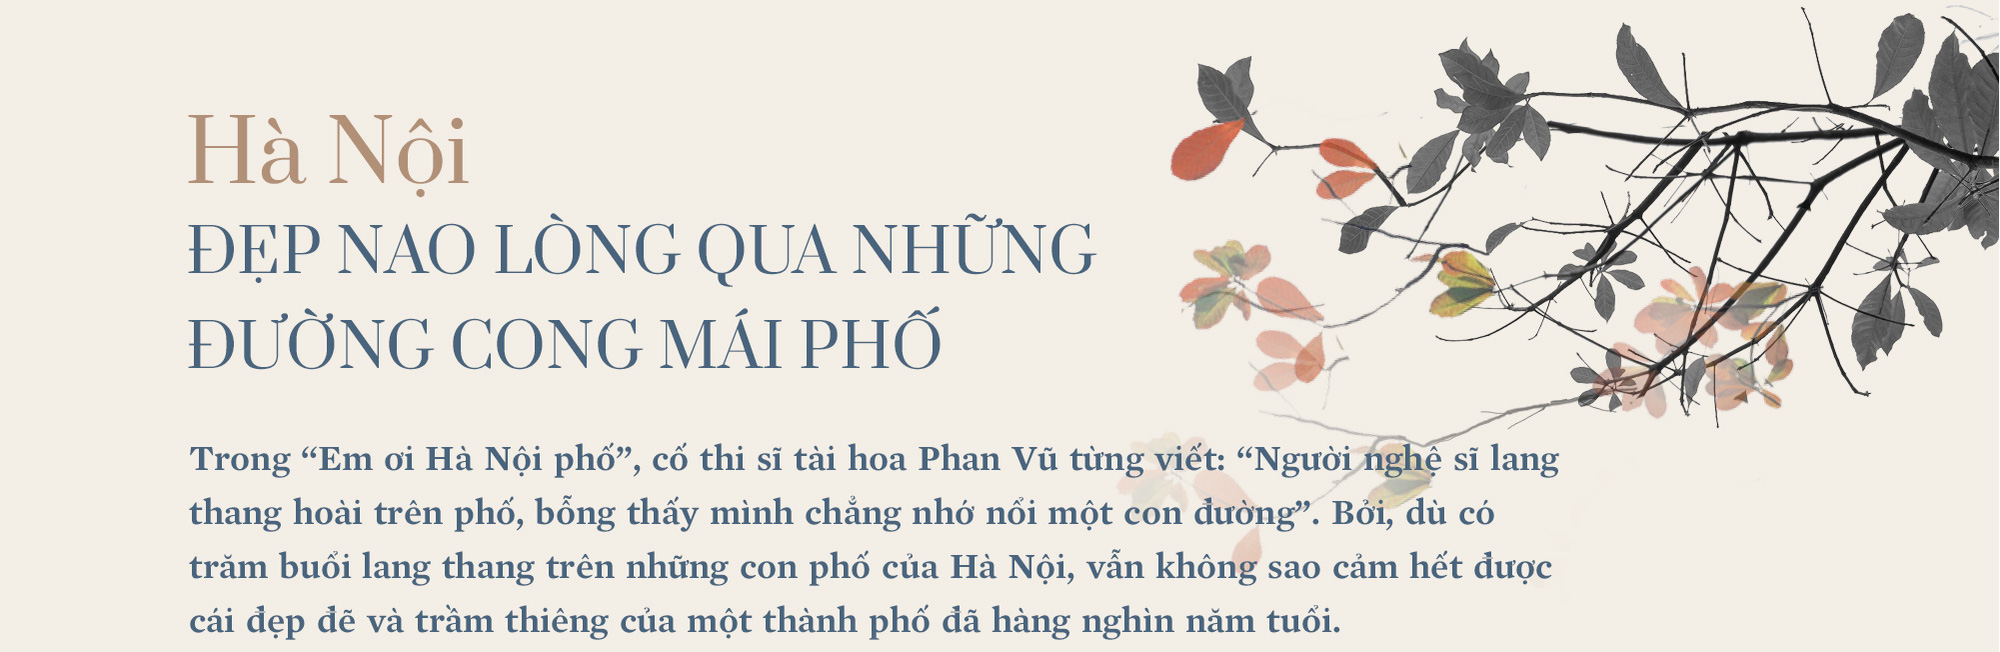 Hà Nội
ĐẸP NAO LÒNG QUA NHỮNG
ĐƯỜNG CONG MÁI PHỐ
Trong “Em ơi Hà Nội phố”, cố thi sĩ tài hoa Phan Vũ từng viết: “Người nghệ sĩ lang
thang hoài trên phố, bỗng thấy mình chẳng nhớ nổi một con đường”. Bởi, dù có
trăm buổi lang thang trên những con phố của Hà Nội, vẫn không sao cảm hết được
cái đẹp đẽ và trầm thiêng của một thành phố đã hàng nghìn năm tuổi.